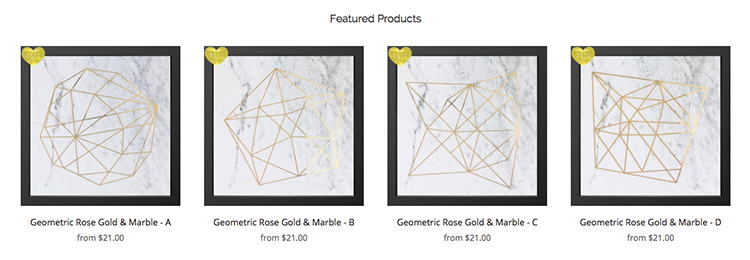 Featured Products
Geometric Rose Gold & Marble - A
from $21.00
Geometric Rose Gold & Marble - B
from $21.00
Geometric Rose Gold & Marble - C
from $21.00
Geometric Rose Gold & Marble - D
from $21.00